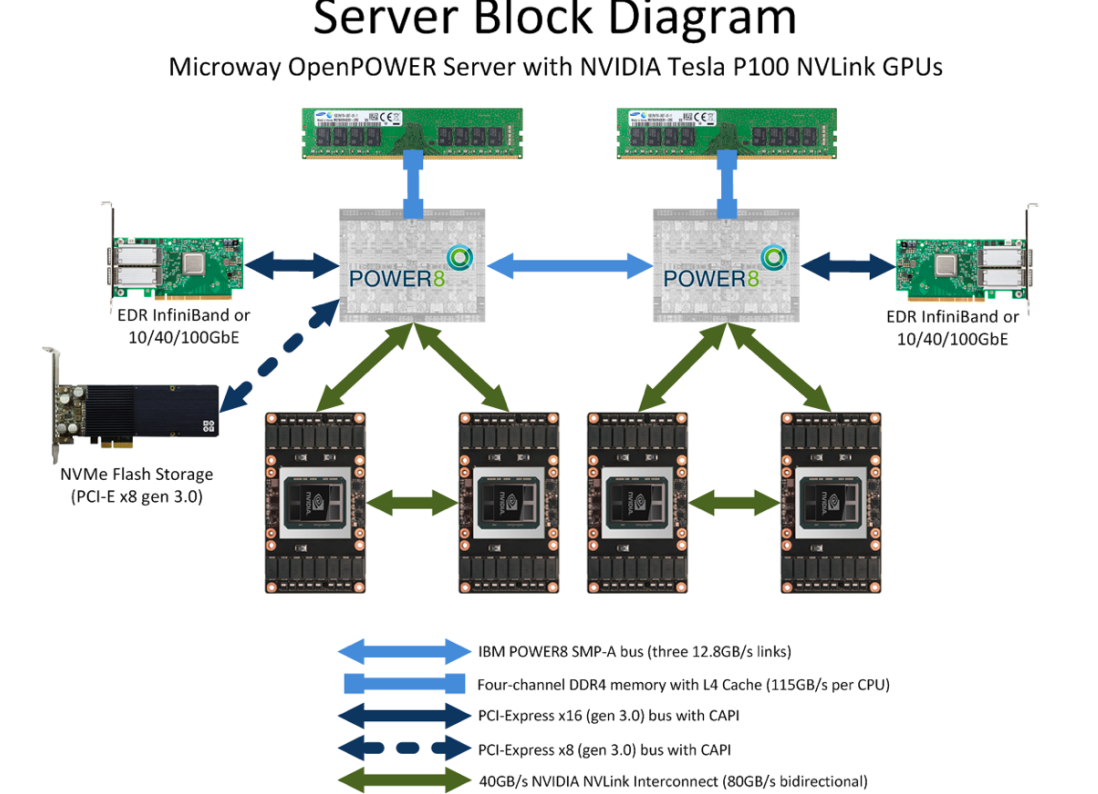 Server Block Diagram
Microway OpenPOWER Server with NVIDIA Tesla P100 NVLink GPUs
POWER8
POWER8
EDR InfiniBand or
10/40/100GbE
EDR InfiniBand or
10/40/100GbE
NVMe Flash Storage
(PCI-E x8 gen 3.0)
NVIDIA
NVIDIA
NVIDIA
NVIDIA
IBM POWER8 SMP-A bus (three 12.8GB/s links)
Four-channel DDR4 memory with L4 Cache (115GB/s per CPU)
PCI-Express x16 (gen 3.0) bus with CAPI
PCI-Express x8 (gen 3.0) bus with CAPI
40GB/s NVIDIA NVLink Interconnect (80GB/s bidirectional)